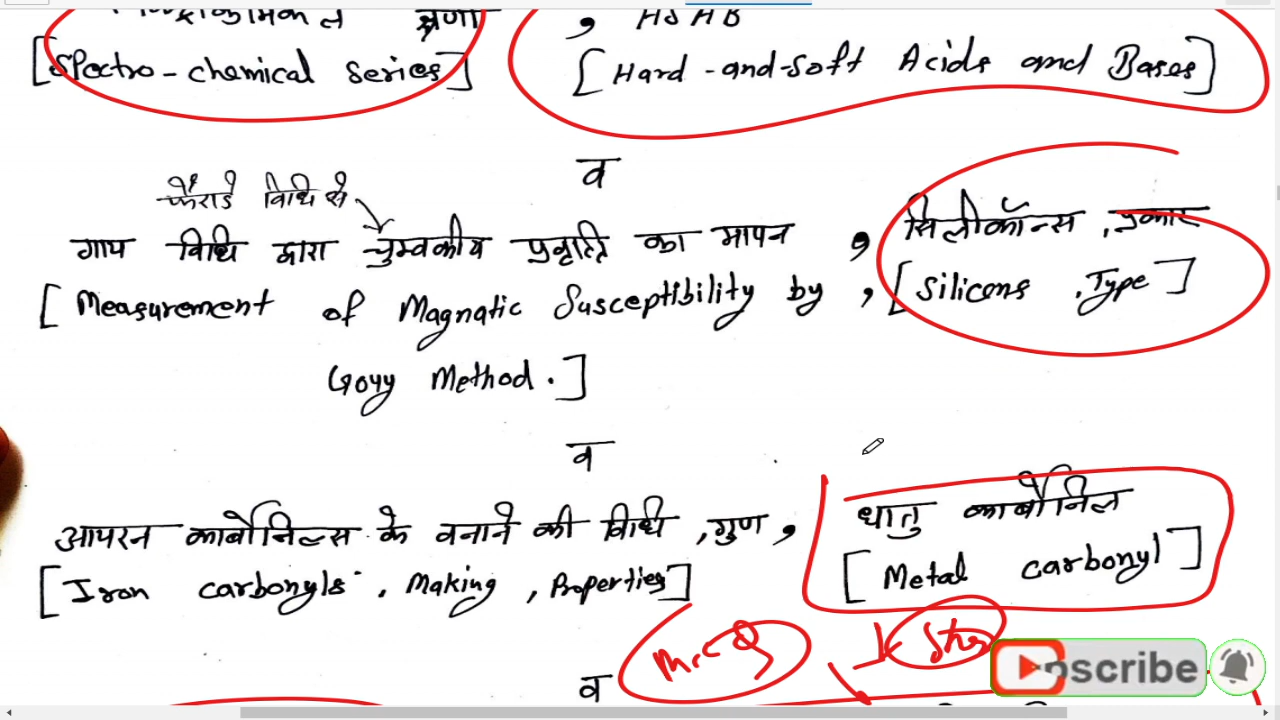 श्रेणी , HSAB
[Spectro-chemical Series] [Hard-and-Soft Acids and Bases]
व
फैराडे विधि से
गाय विधि द्वारा चुम्बकीय प्रवृत्ति का मापन , सिलीकॉन्स , प्रकार
[Measurement of Magnatic Susceptibility by , [Silicons , Type]
Gouy Method.]
व
आयरन कार्बोनिल्स के बनाने की विधि , गुण , धातु कार्बोनिल
[Iron carbonyls , Making , Properties] [Metal carbonyl]
M.C.Q
व